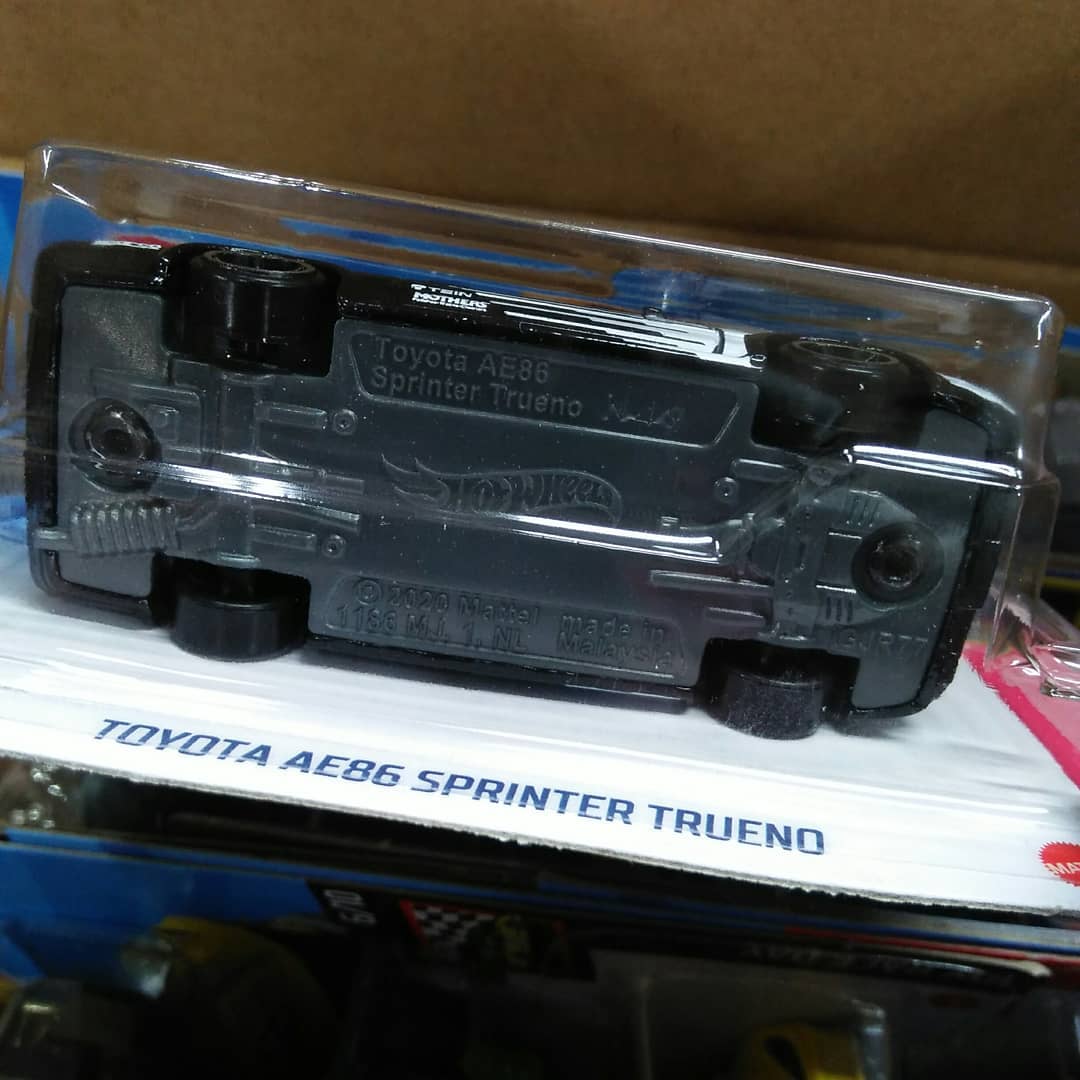 TEIN
MOTHERS
Toyota AE86
Sprinter Trueno
Hot Wheels
© 2020 Mattel made in
1186 MJ, 1, NL Malaysia
GJR77
TOYOTA AE86 SPRINTER TRUENO